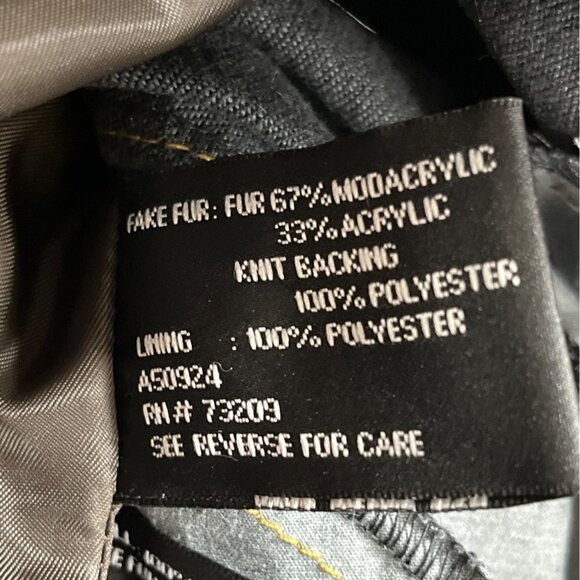 FAKE FUR: FUR 67% MODACRYLIC
33% ACRYLIC
KNIT BACKING
100% POLYESTER
LINING : 100% POLYESTER
A50924
RN# 73209
SEE REVERSE FOR CARE